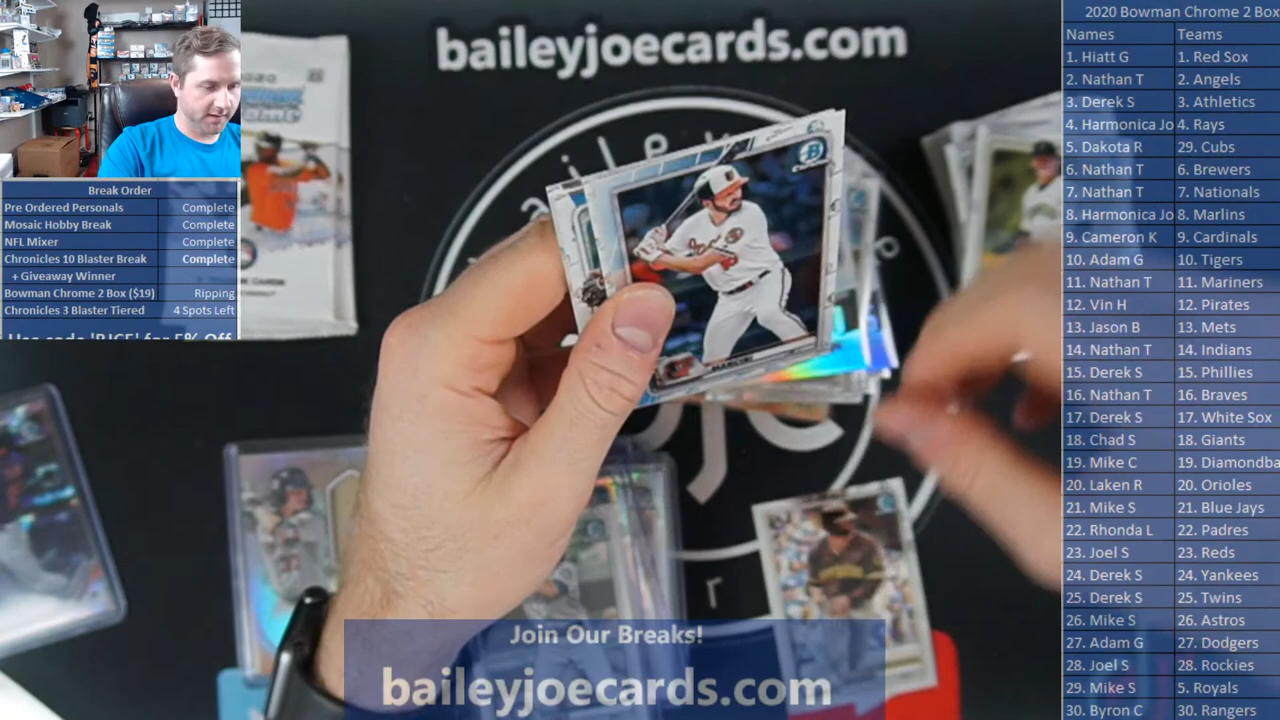 baileyjoecards.com
Break Order
Pre Ordered Personals Complete
Mosaic Hobby Break Complete
NFL Mixer Complete
Chronicles 10 Blaster Break Complete
+ Giveaway Winner
Bowman Chrome 2 Box ($19) Ripping
Chronicles 3 Blaster Tiered 4 Spots Left
2020 Bowman Chrome 2 Box
Names Teams
1. Hiatt G 1. Red Sox
2. Nathan T 2. Angels
3. Derek S 3. Athletics
4. Harmonica Jo 4. Rays
5. Dakota R 29. Cubs
6. Nathan T 6. Brewers
7. Nathan T 7. Nationals
8. Harmonica Jo 8. Marlins
9. Cameron K 9. Cardinals
10. Adam G 10. Tigers
11. Nathan T 11. Mariners
12. Vin H 12. Pirates
13. Jason B 13. Mets
14. Nathan T 14. Indians
15. Derek S 15. Phillies
16. Nathan T 16. Braves
17. Derek S 17. White Sox
18. Chad S 18. Giants
19. Mike C 19. Diamondba
20. Laken R 20. Orioles
21. Mike S 21. Blue Jays
22. Rhonda L 22. Padres
23. Joel S 23. Reds
24. Derek S 24. Yankees
25. Derek S 25. Twins
26. Mike S 26. Astros
27. Adam G 27. Dodgers
28. Joel S 28. Rockies
29. Mike S 5. Royals
30. Byron C 30. Rangers
MANCINI
Join Our Breaks!
baileyjoecards.com